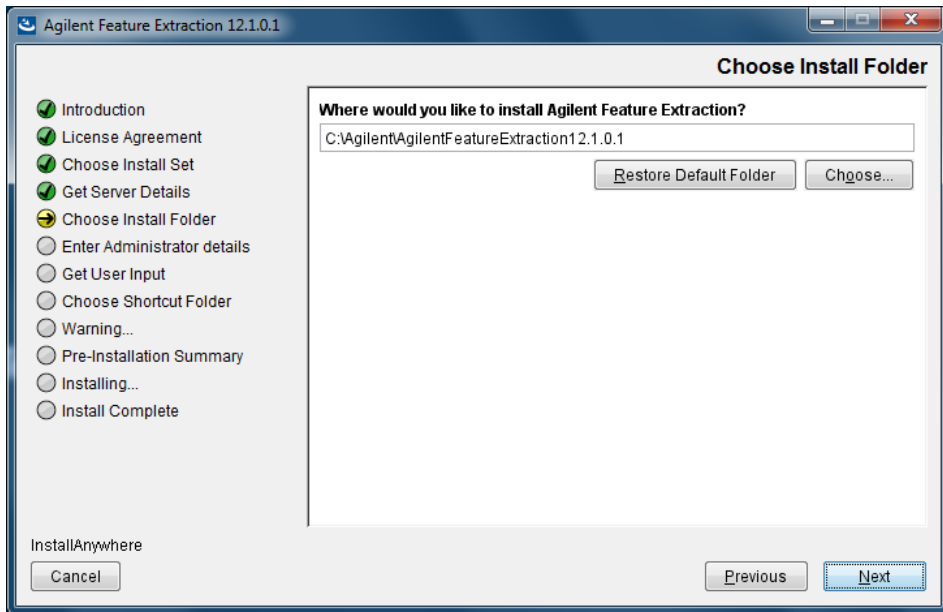 Agilent Feature Extraction 12.1.0.1
Choose Install Folder
Introduction
License Agreement
Choose Install Set
Get Server Details
Choose Install Folder
Enter Administrator details
Get User Input
Choose Shortcut Folder
Warning...
Pre-Installation Summary
Installing...
Install Complete
Where would you like to install Agilent Feature Extraction?
C:\Agilent\AgilentFeatureExtraction12.1.0.1
Restore Default Folder Choose...
InstallAnywhere
Cancel Previous Next